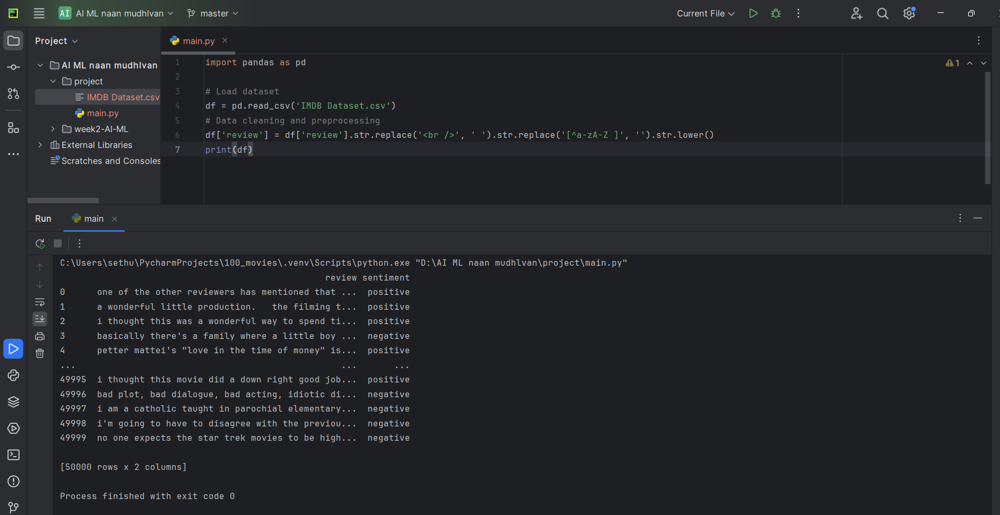 PC
AI AI ML naan mudhlvan master Current File
Project
main.py
AI ML naan mudhlvan
project
IMDB Dataset.csv
main.py
week2-AI-ML
External Libraries
Scratches and Consoles
1 import pandas as pd
2
3 # Load dataset
4 df = pd.read_csv('IMDB Dataset.csv')
5 # Data cleaning and preprocessing
6 df['review'] = df['review'].str.replace('<br />', ' ').str.replace('[^a-zA-Z ]', '').str.lower()
7 print(df)
1
Run main
C:\Users\sethu\PycharmProjects\100_movies\.venv\Scripts\python.exe "D:\AI ML naan mudhlvan\project\main.py"
review sentiment
0 one of the other reviewers has mentioned that ... positive
1 a wonderful little production.   the filming t... positive
2 i thought this was a wonderful way to spend ti... positive
3 basically there's a family where a little boy ... negative
4 petter mattei's "love in the time of money" is... positive
... ... ...
49995 i thought this movie did a down right good job... positive
49996 bad plot, bad dialogue, bad acting, idiotic di... negative
49997 i am a catholic taught in parochial elementary... negative
49998 i'm going to have to disagree with the previou... negative
49999 no one expects the star trek movies to be high... negative
[50000 rows x 2 columns]
Process finished with exit code 0